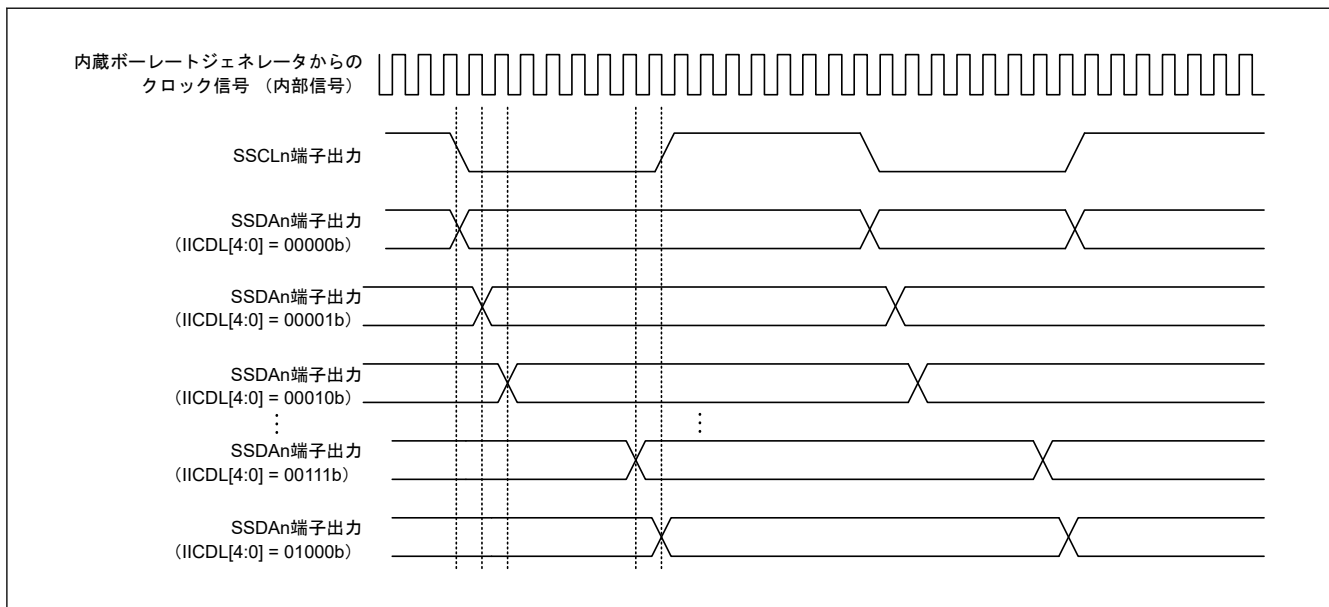 内蔵ボーレートジェネレータからの
クロック信号 （内部信号）
SSCLn端子出力
SSDAn端子出力
（IICDL[4:0] = 00000b）
SSDAn端子出力
（IICDL[4:0] = 00001b）
SSDAn端子出力
（IICDL[4:0] = 00010b）
SSDAn端子出力
（IICDL[4:0] = 00111b）
SSDAn端子出力
（IICDL[4:0] = 01000b）